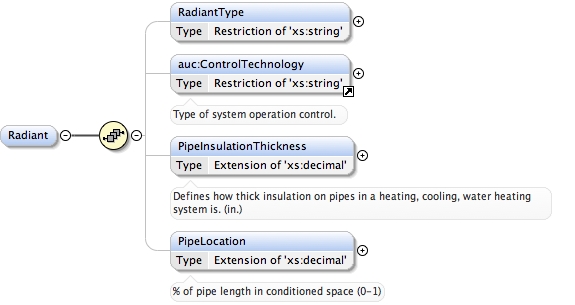 RadiantType
Type Restriction of 'xs:string'
auc:ControlTechnology
Type Restriction of 'xs:string'
Type of system operation control.
Radiant
PipeInsulationThickness
Type Extension of 'xs:decimal'
Defines how thick insulation on pipes in a heating, cooling, water heating
system is. (in.)
PipeLocation
Type Extension of 'xs:decimal'
% of pipe length in conditioned space (0-1)